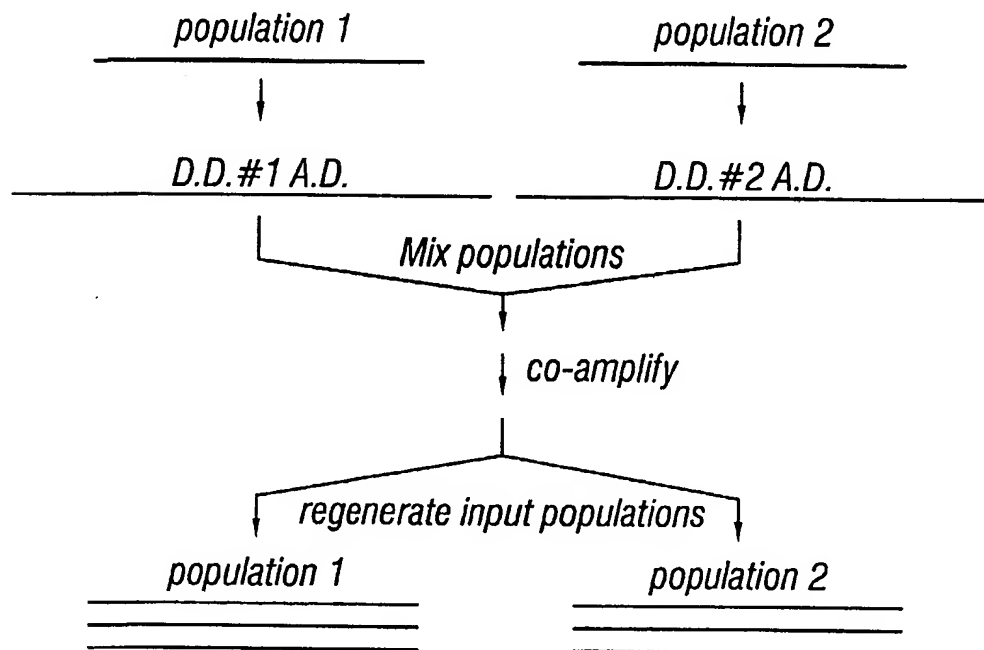 population 1
population 2
D.D.#1 A.D.
D.D.#2 A.D.
Mix populations
co-amplify
regenerate input populations
population 1
population 2